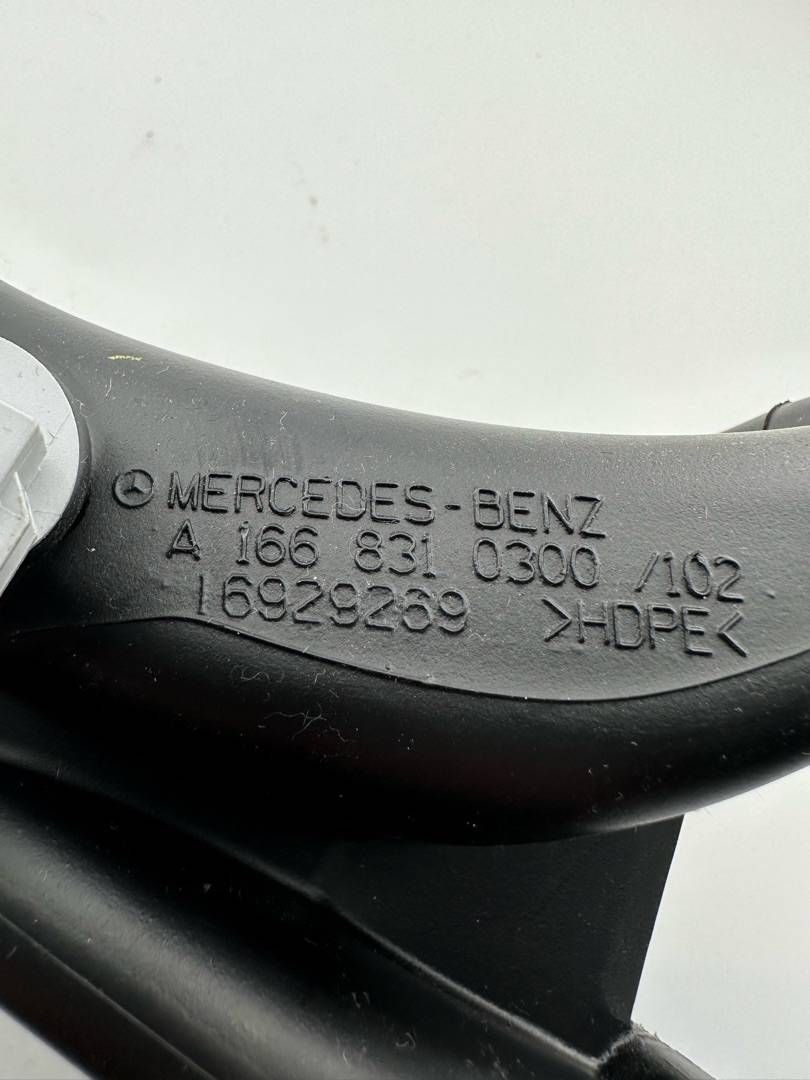 MERCEDES-BENZ
A 166 831 0300 /102
16929269 >HDPE<